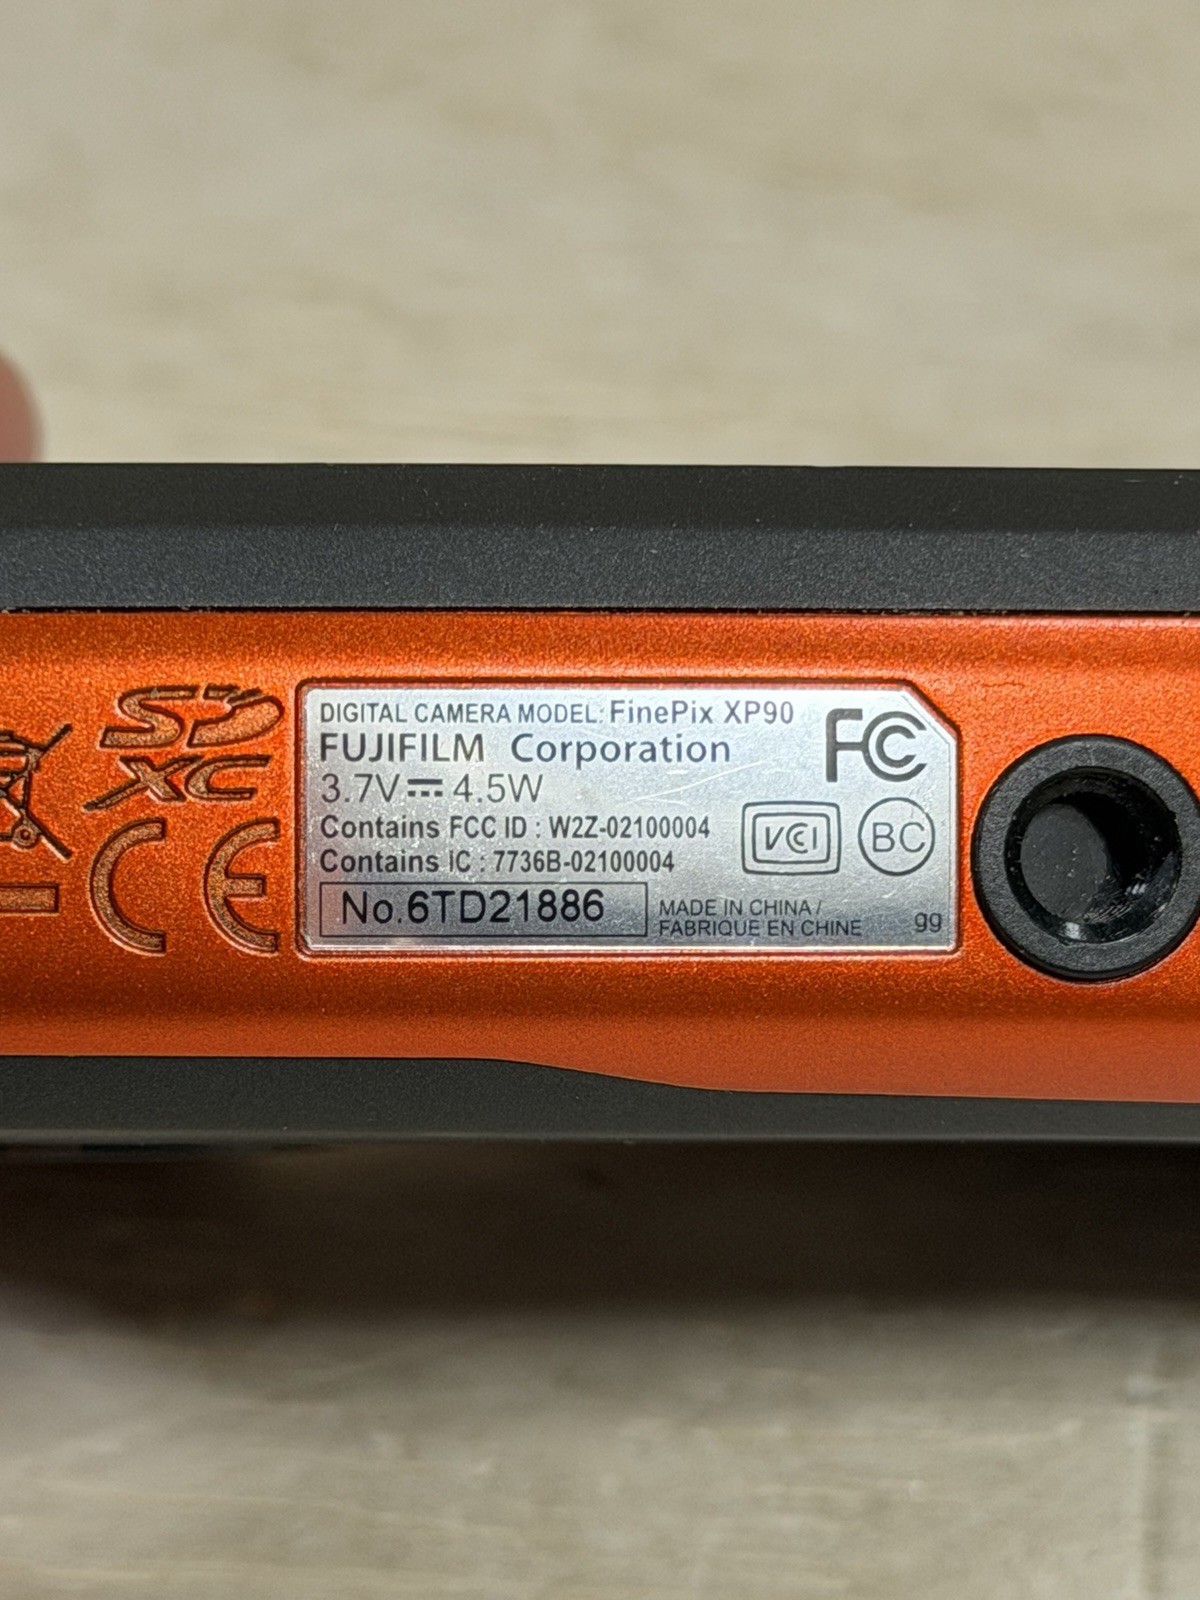 SD
XC
CE
DIGITAL CAMERA MODEL: FinePix XP90
FUJIFILM Corporation
3.7V⎓4.5W
Contains FCC ID : W2Z-02100004
Contains IC : 7736B-02100004
No.6TD21886
MADE IN CHINA /
FABRIQUE EN CHINE
FC
VCCI
BC
99